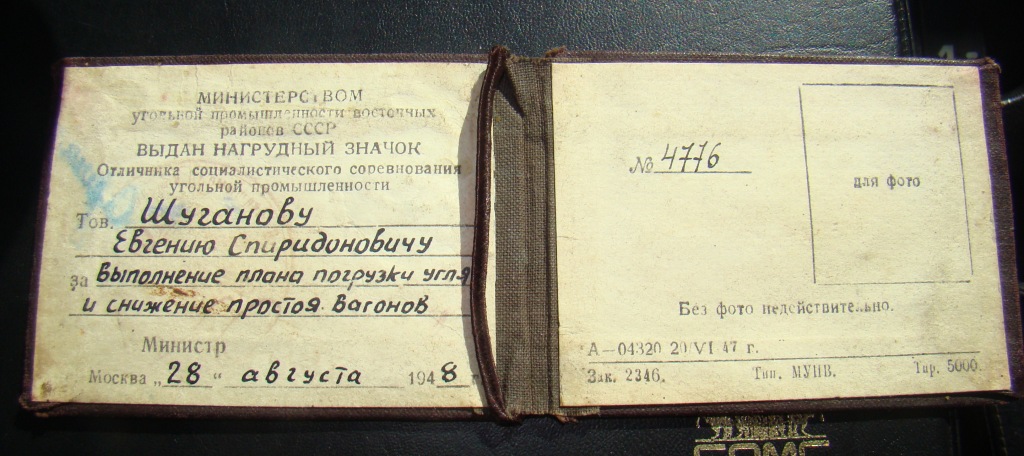 МИНИСТЕРСТВОМ
угольной промышленности восточных
районов СССР
ВЫДАН НАГРУДНЫЙ ЗНАЧОК
Отличника социалистического соревнования
угольной промышленности
Тов. Шуганову
Евгению Спиридоновичу
за Выполнение плана погрузки угля
и снижение простоя вагонов
Министр
Москва „28“ августа 1948 г.
№ 4776
для фото
Без фото недействительно.
А—04320 20/VI 47 г.
Зак. 2346. Тип. МУПВ. Тир. 5000